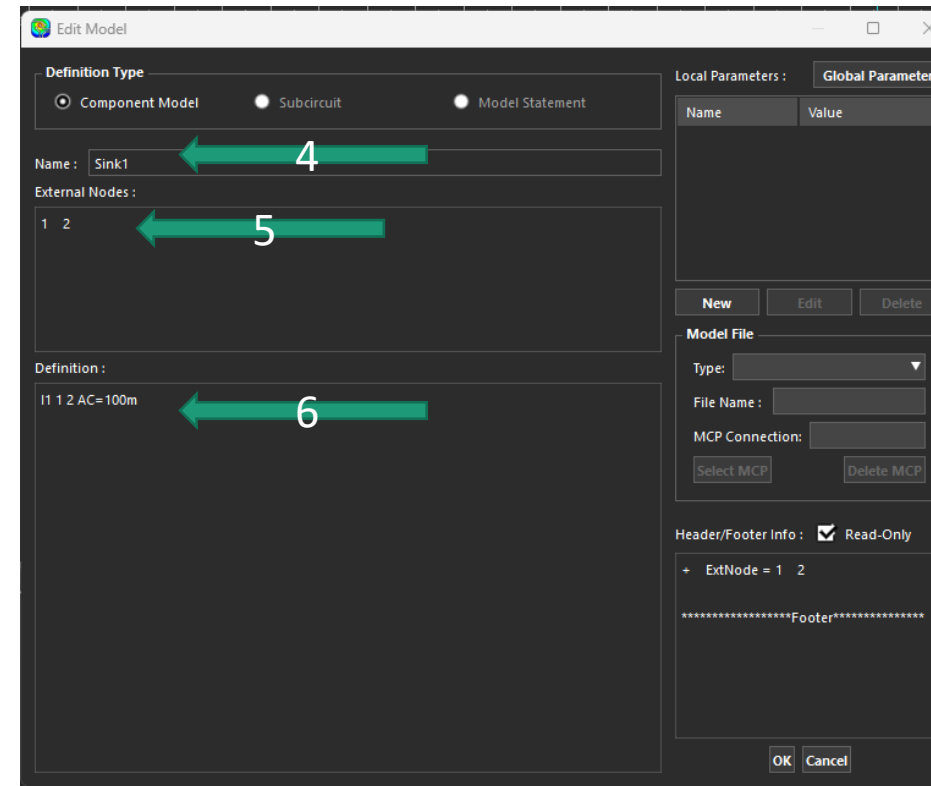 Edit Model
Definition Type
Component Model
Subcircuit
Model Statement
Name : Sink1
4
External Nodes :
1 2
5
Definition :
I1 1 2 AC=100m
6
Local Parameters :
Global Parameter
Name Value
New Edit Delete
Model File
Type:
File Name :
MCP Connection:
Select MCP Delete MCP
Header/Footer Info : Read-Only
+ ExtNode = 1 2
******************Footer***************
OK Cancel